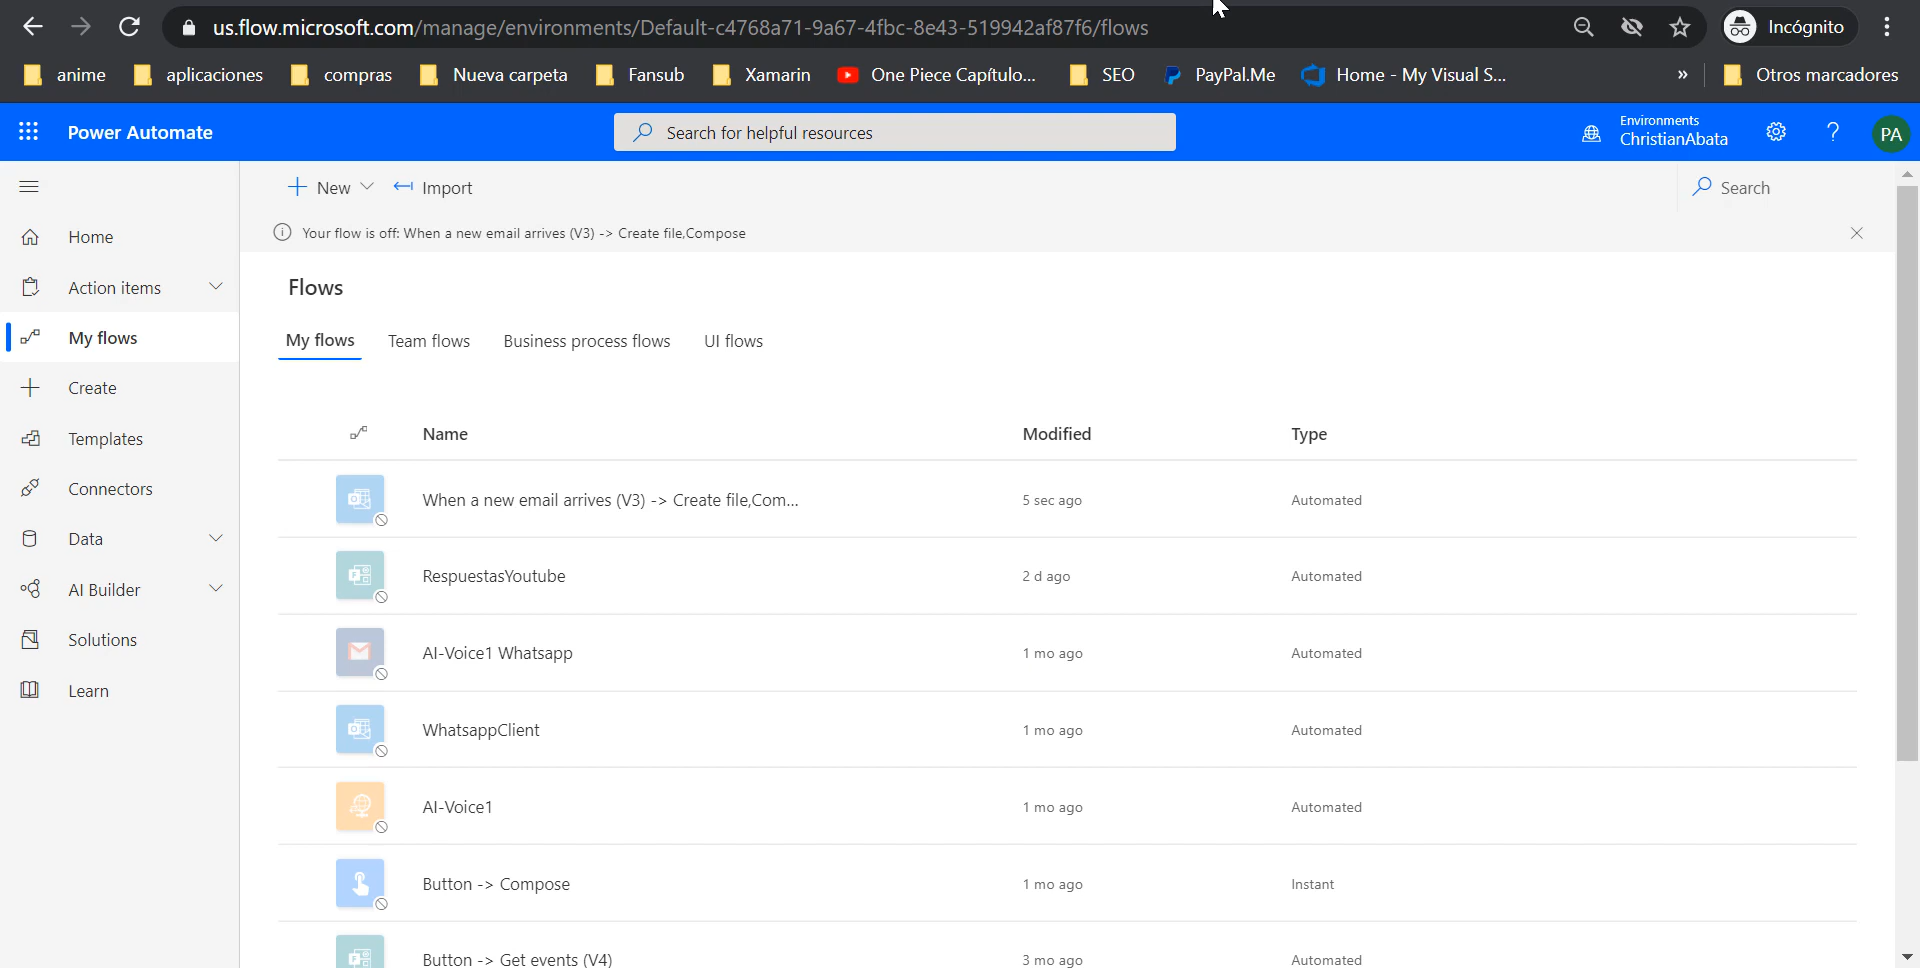 us.flow.microsoft.com/manage/environments/Default-c4768a71-9a67-4fbc-8e43-519942af87f6/flows
Incógnito
anime
aplicaciones
compras
Nueva carpeta
Fansub
Xamarin
One Piece Capítulo...
SEO
PayPal.Me
Home - My Visual S...
»
Otros marcadores
Power Automate
Search for helpful resources
Environments
ChristianAbata
?
PA
New
Import
Search
Your flow is off: When a new email arrives (V3) -> Create file,Compose
Home
Action items
My flows
Create
Templates
Connectors
Data
AI Builder
Solutions
Learn
Flows
My flows Team flows Business process flows UI flows
Name Modified Type
When a new email arrives (V3) -> Create file,Com... 5 sec ago Automated
RespuestasYoutube 2 d ago Automated
AI-Voice1 Whatsapp 1 mo ago Automated
WhatsappClient 1 mo ago Automated
AI-Voice1 1 mo ago Automated
Button -> Compose 1 mo ago Instant
Button -> Get events (V4) 3 mo ago Automated